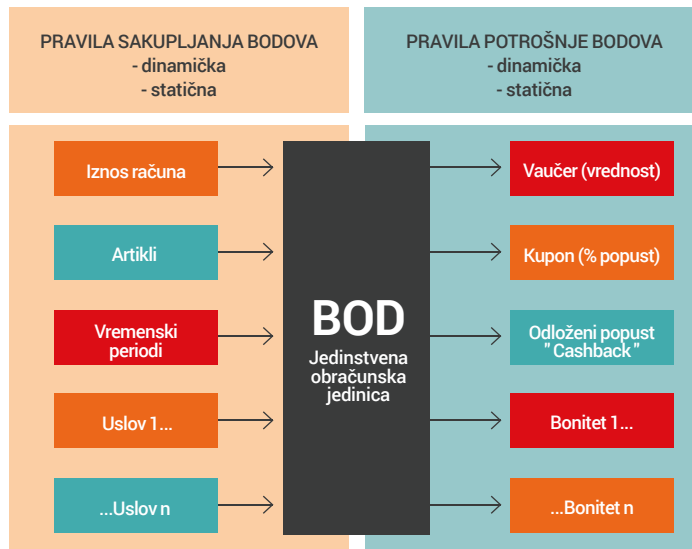 PRAVILA SAKUPLJANJA BODOVA
- dinamička
- statična
PRAVILA POTROŠNJE BODOVA
- dinamička
- statična
Iznos računa
Artikli
Vremenski
periodi
Uslov 1...
...Uslov n
BOD
Jedinstvena
obračunska
jedinica
Vaučer (vrednost)
Kupon (% popust)
Odloženi popust
"Cashback"
Bonitet 1...
...Bonitet n